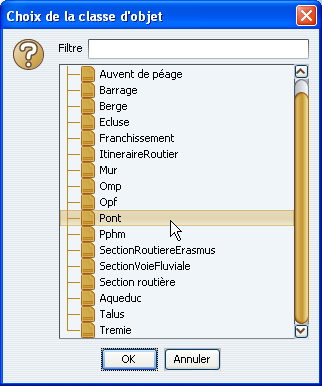 Choix de la classe d'objet
Filtre
Auvent de péage
Barrage
Berge
Ecluse
Franchissement
ItineraireRoutier
Mur
Omp
Opf
Pont
Pphm
SectionRoutiereErasmus
SectionVoieFluviale
Section routière
Aqueduc
Talus
Tremie
OK
Annuler